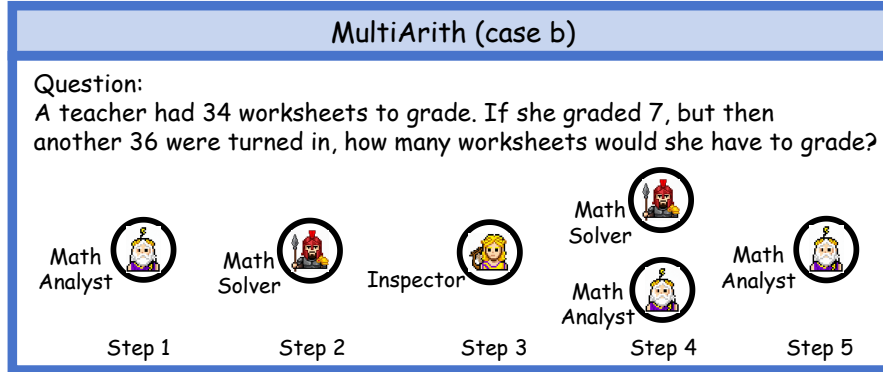 MultiArith (case b)
Question:
A teacher had 34 worksheets to grade. If she graded 7, but then
another 36 were turned in, how many worksheets would she have to grade?
Math
Analyst
Math
Solver
Inspector
Math
Solver
Math
Analyst
Math
Analyst
Step 1
Step 2
Step 3
Step 4
Step 5